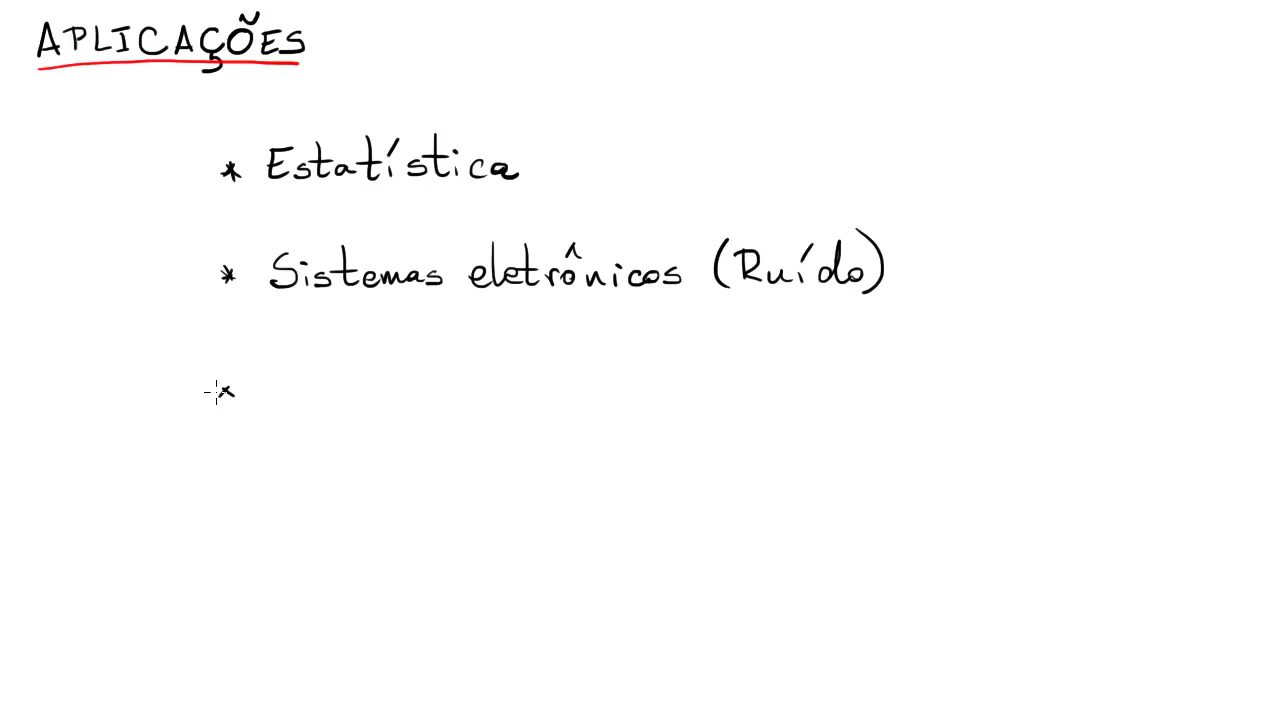 APLICAÇÕES
* Estatística
* Sistemas eletrônicos (Ruído)
*